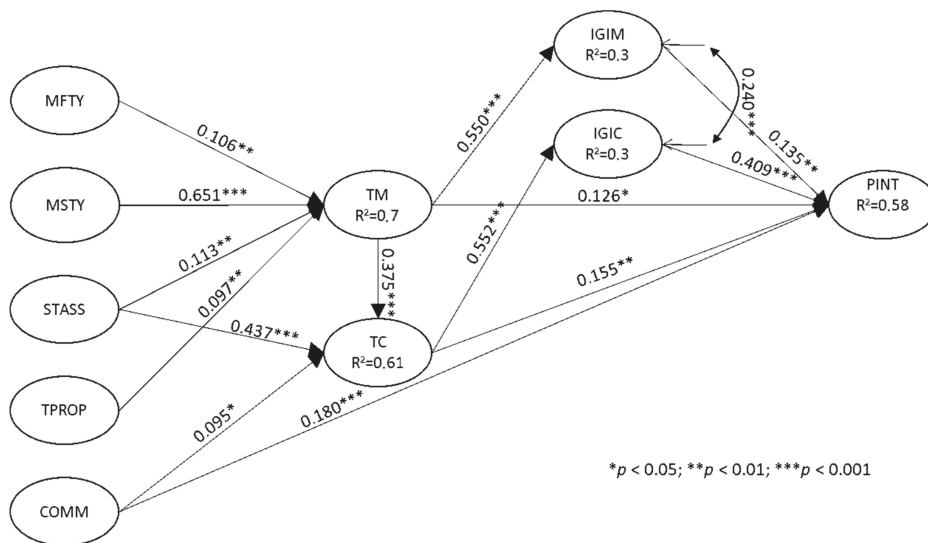 IGIM
R²=0.3
MFTY
0.106**
0.550***
0.240***
IGIC
R²=0.3
0.135**
0.409***
MSTY
0.651***
TM
R²=0,7
0.126*
PINT
R²=0.58
0.113**
0.552***
0.375***
0.097**
0.155**
STASS
0.437***
TC
R²=0.61
TPROP
0.095*
0.180***
*p < 0.05; **p < 0.01; ***p < 0.001
COMM